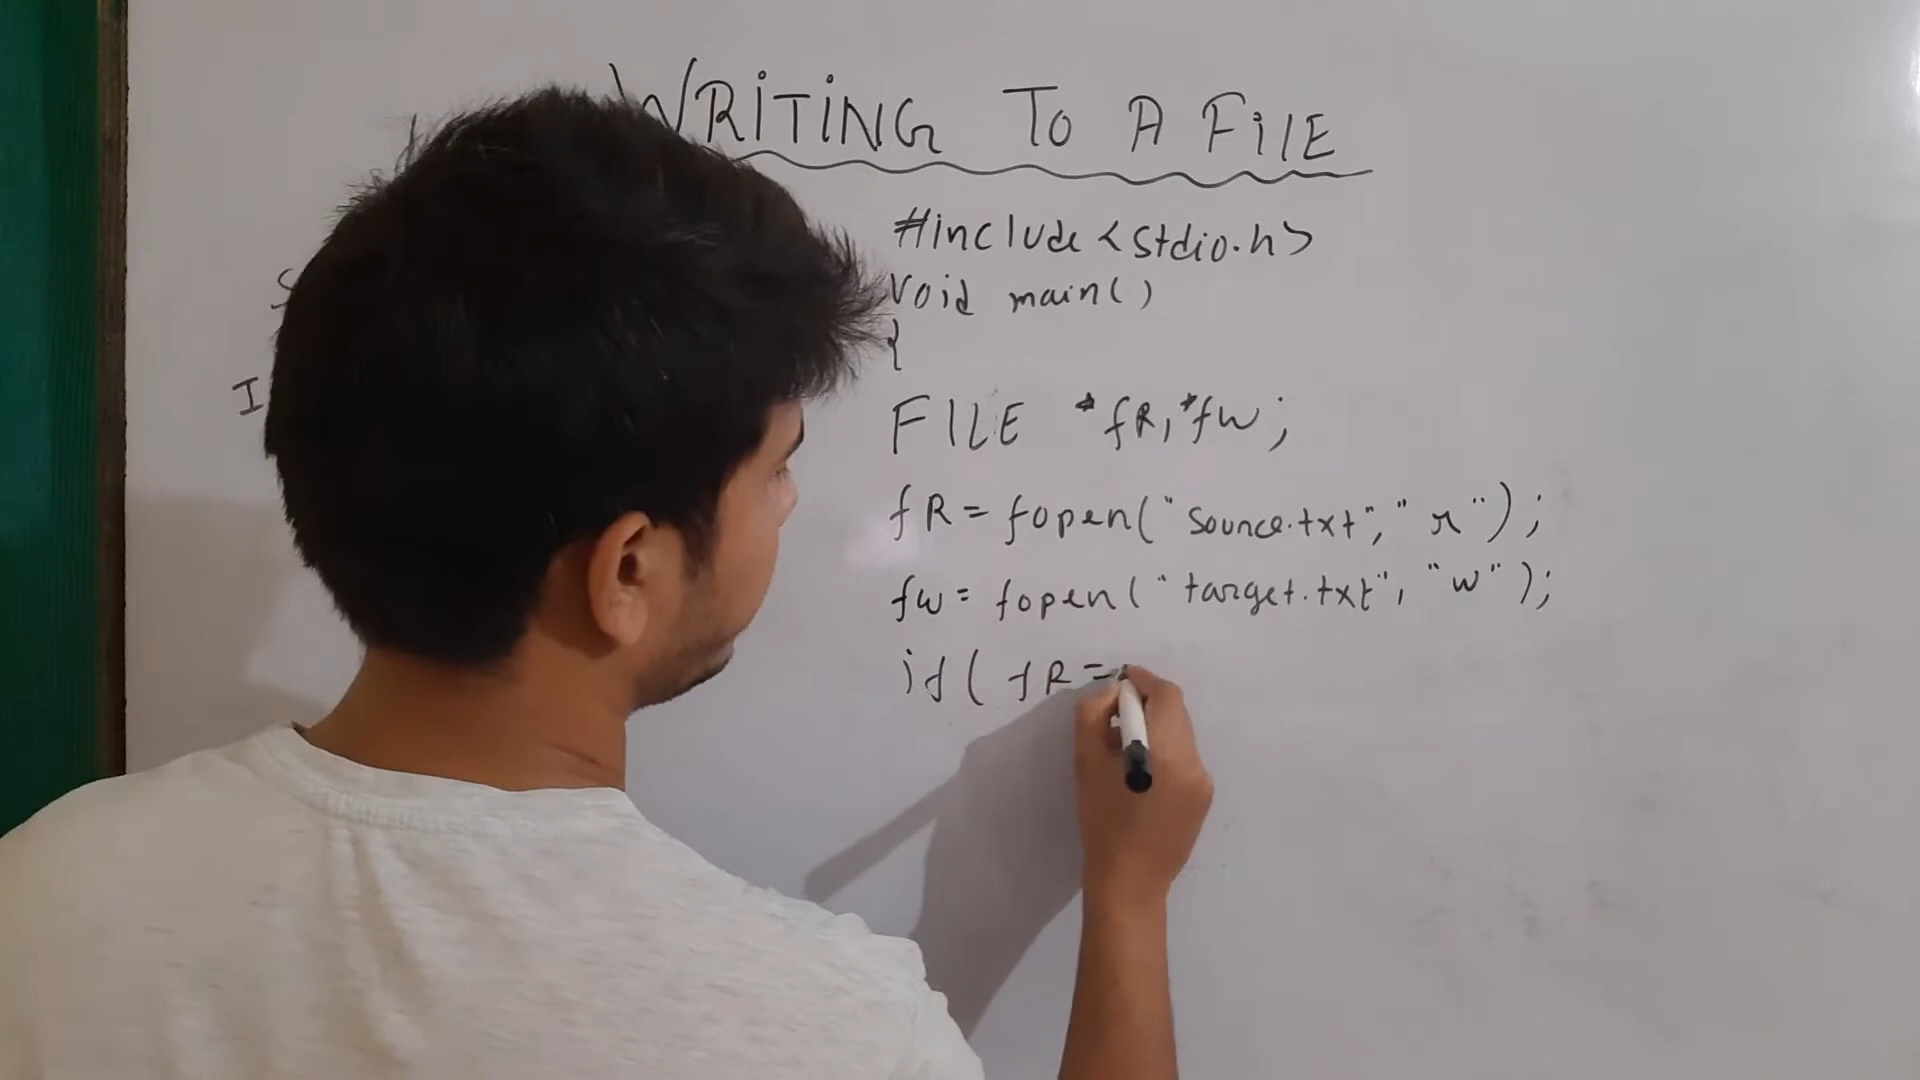 WRITING TO A FILE
#include <stdio.h>
void main()
{
FILE *fR, *fw;
fR = fopen("source.txt", "r");
fw = fopen("target.txt", "w");
if ( fR =
I